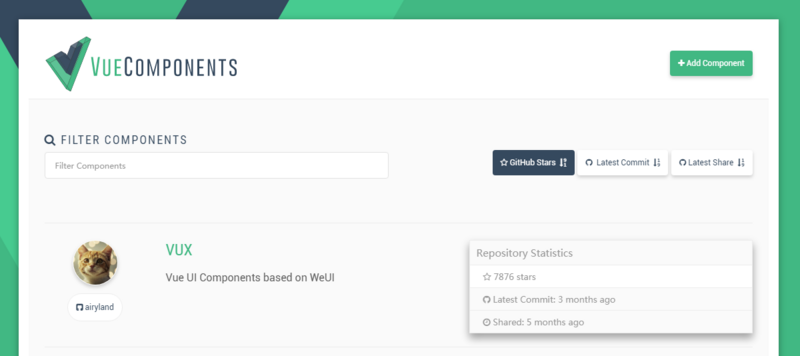 VUECOMPONENTS
Add Component
FILTER COMPONENTS
Filter Components
GitHub Stars
Latest Commit
Latest Share
VUX
Vue UI Components based on WeUI
airyland
Repository Statistics
7876 stars
Latest Commit: 3 months ago
Shared: 5 months ago